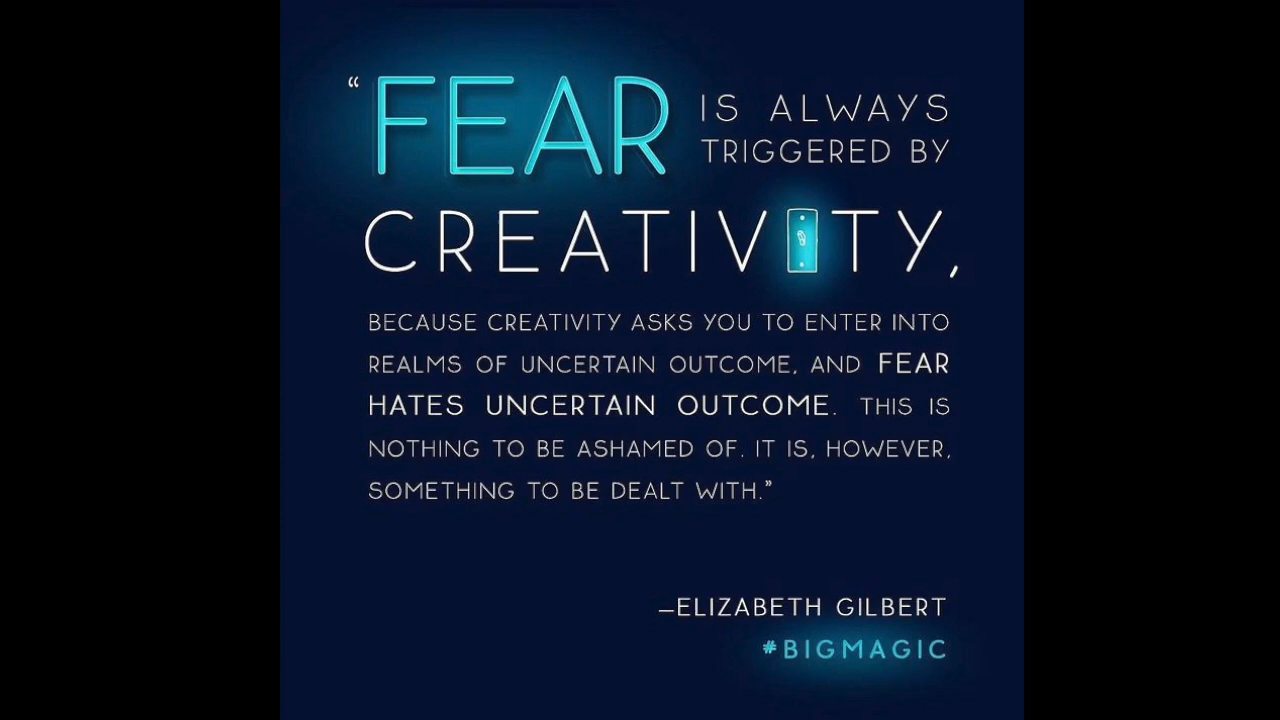 “FEAR IS ALWAYS
TRIGGERED BY
CREATIVITY,
BECAUSE CREATIVITY ASKS YOU TO ENTER INTO
REALMS OF UNCERTAIN OUTCOME, AND FEAR
HATES UNCERTAIN OUTCOME. THIS IS
NOTHING TO BE ASHAMED OF. IT IS, HOWEVER,
SOMETHING TO BE DEALT WITH.”
—ELIZABETH GILBERT
#BIGMAGIC